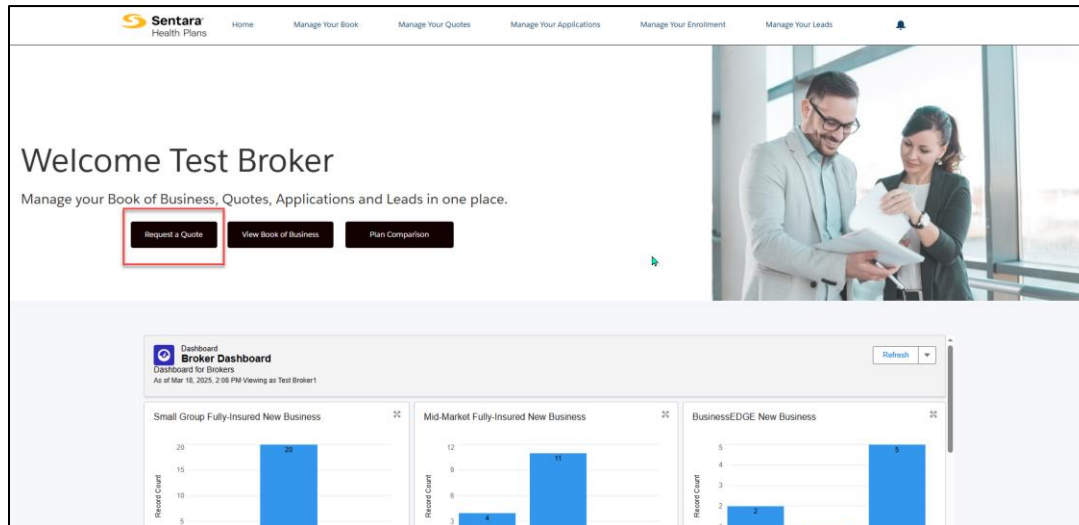 Sentara
Health Plans
Home
Manage Your Book
Manage Your Quotes
Manage Your Applications
Manage Your Enrollment
Manage Your Leads
Welcome Test Broker
Manage your Book of Business, Quotes, Applications and Leads in one place.
Request a Quote
View Book of Business
Plan Comparison
Dashboard
Broker Dashboard
Dashboard for Brokers
As of Mar 18, 2025, 2:08 PM Viewing as Test Broker1
Refresh
Small Group Fully-Insured New Business
20
15
10
5
Record Count
20
Mid-Market Fully-Insured New Business
12
9
6
3
Record Count
4
11
BusinessEDGE New Business
5
4
3
2
1
Record Count
2
5